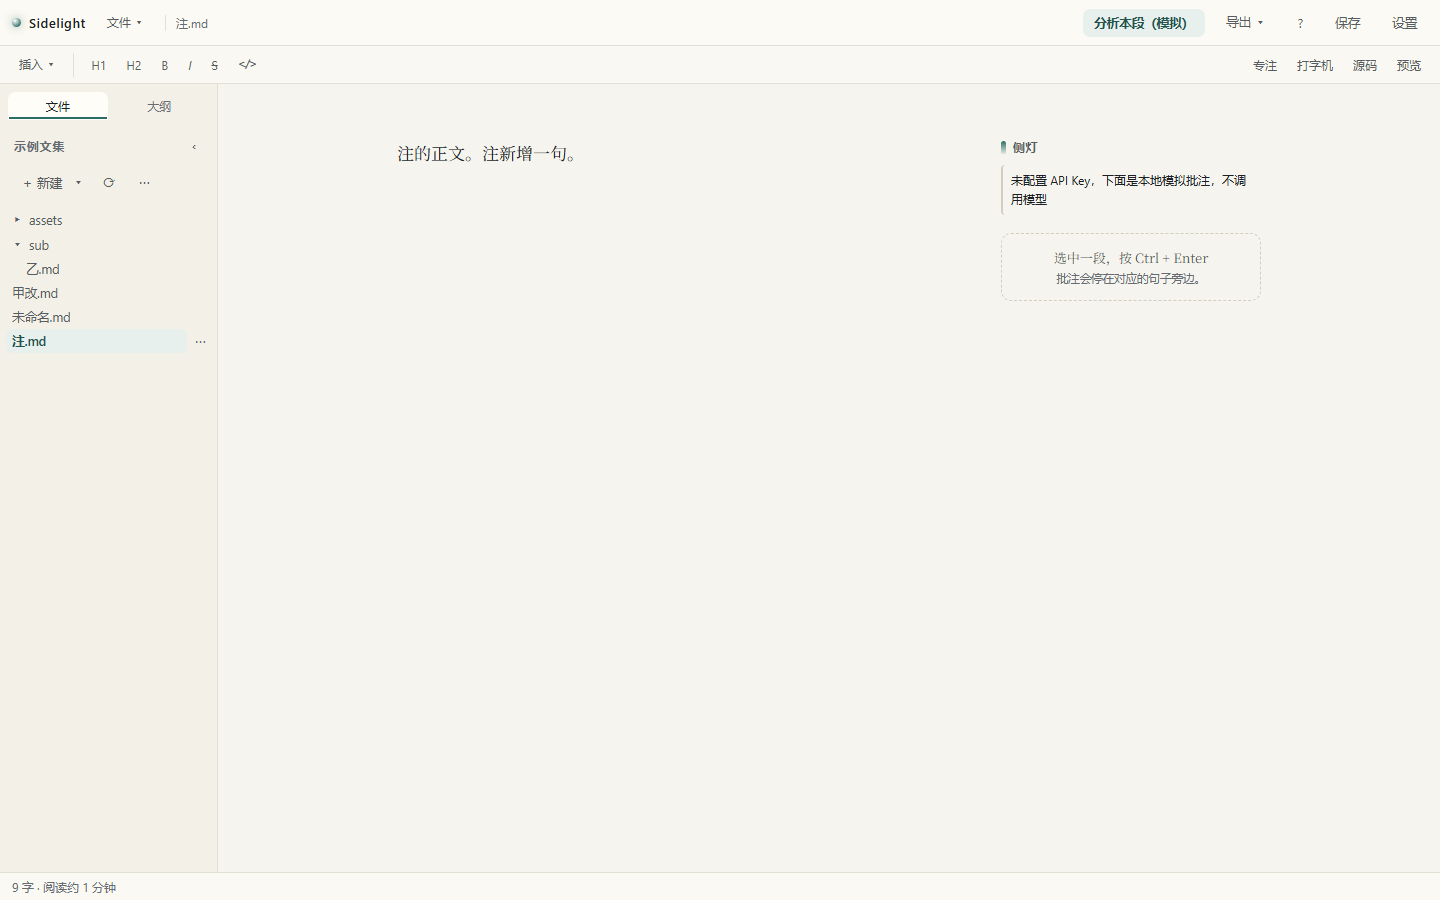 Sidelight 文件 注.md 分析本段（模拟） 导出 ? 保存 设置
插入 H1 H2 B I S </> 专注 打字机 源码 预览
文件 大纲
示例文集 ‹
+ 新建 ···
assets
sub
乙.md
甲改.md
未命名.md
注.md ···
注的正文。注新增一句。
侧灯
未配置 API Key，下面是本地模拟批注，不调
用模型
选中一段，按 Ctrl + Enter
批注会停在对应的句子旁边。
9 字 · 阅读约 1 分钟